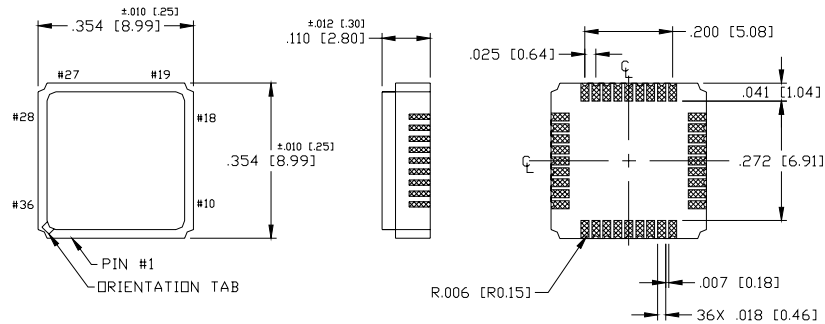 ±.010 [.25]
.354 [8.99]
#27
#19
#28
#18
±.010 [.25]
.354 [8.99]
#36
#10
PIN #1
ORIENTATION TAB
±.012 [.30]
.110 [2.80]
.200 [5.08]
.025 [0.64]
CL
.041 [1.04]
CL
.272 [6.91]
.007 [0.18]
R.006 [R0.15]
36X .018 [0.46]